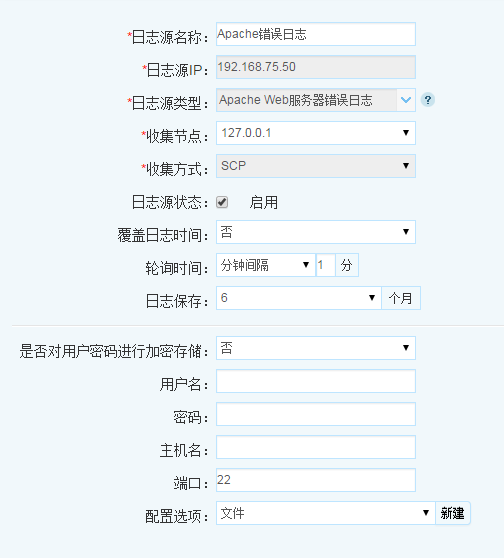 *日志源名称： Apache错误日志
*日志源IP： 192.168.75.50
*日志源类型： Apache Web服务器错误日志 ?
*收集节点： 127.0.0.1
*收集方式： SCP
日志源状态： 启用
覆盖日志时间： 否
轮询时间： 分钟间隔 1 分
日志保存： 6 个月
是否对用户密码进行加密存储： 否
用户名：
密码：
主机名：
端口： 22
配置选项： 文件 新建